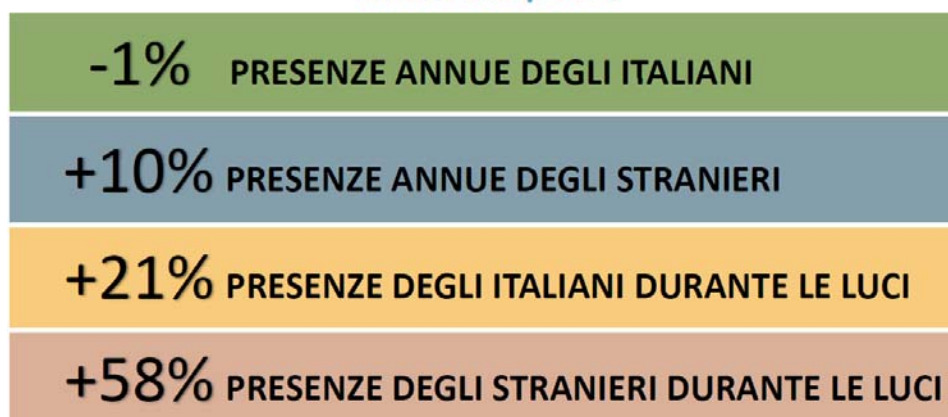 -1% PRESENZE ANNUE DEGLI ITALIANI
+10% PRESENZE ANNUE DEGLI STRANIERI
+21% PRESENZE DEGLI ITALIANI DURANTE LE LUCI
+58% PRESENZE DEGLI STRANIERI DURANTE LE LUCI